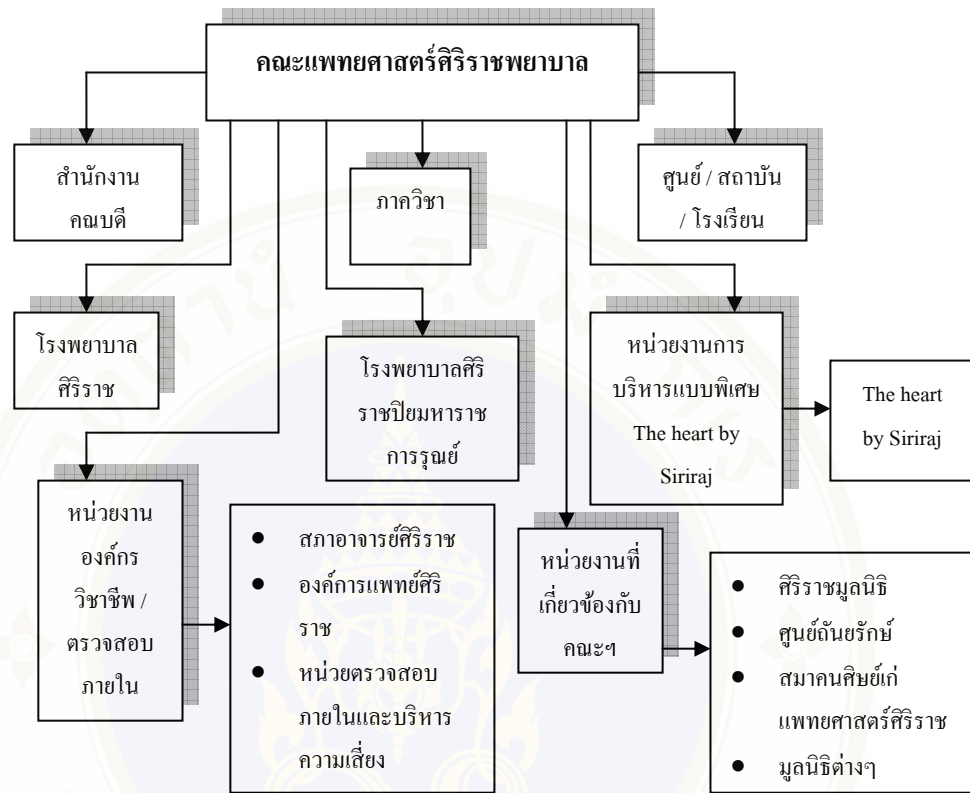 คณะแพทยศาสตร์ศิริราชพยาบาล
สำนักงาน
คณบดี
ภาควิชา
ศูนย์ / สถาบัน
/ โรงเรียน
โรงพยาบาล
ศิริราช
โรงพยาบาลศิริ
ราชปิยมหาราช
การรุณย์
หน่วยงานการ
บริหารแบบพิเศษ
The heart by
Siriraj
The heart
by Siriraj
หน่วยงาน
องค์กร
วิชาชีพ /
ตรวจสอบ
ภายใน
● สภาอาจารย์ศิริราช
● องค์การแพทย์ศิริ
ราช
● หน่วยตรวจสอบ
ภายในและบริหาร
ความเสี่ยง
หน่วยงานที่
เกี่ยวข้องกับ
คณะฯ
● ศิริราชมูลนิธิ
● ศูนย์ถันยรักษ์
● สมาคนศิษย์เก่
แพทยศาสตร์ศิริราช
● มูลนิธิต่างๆ